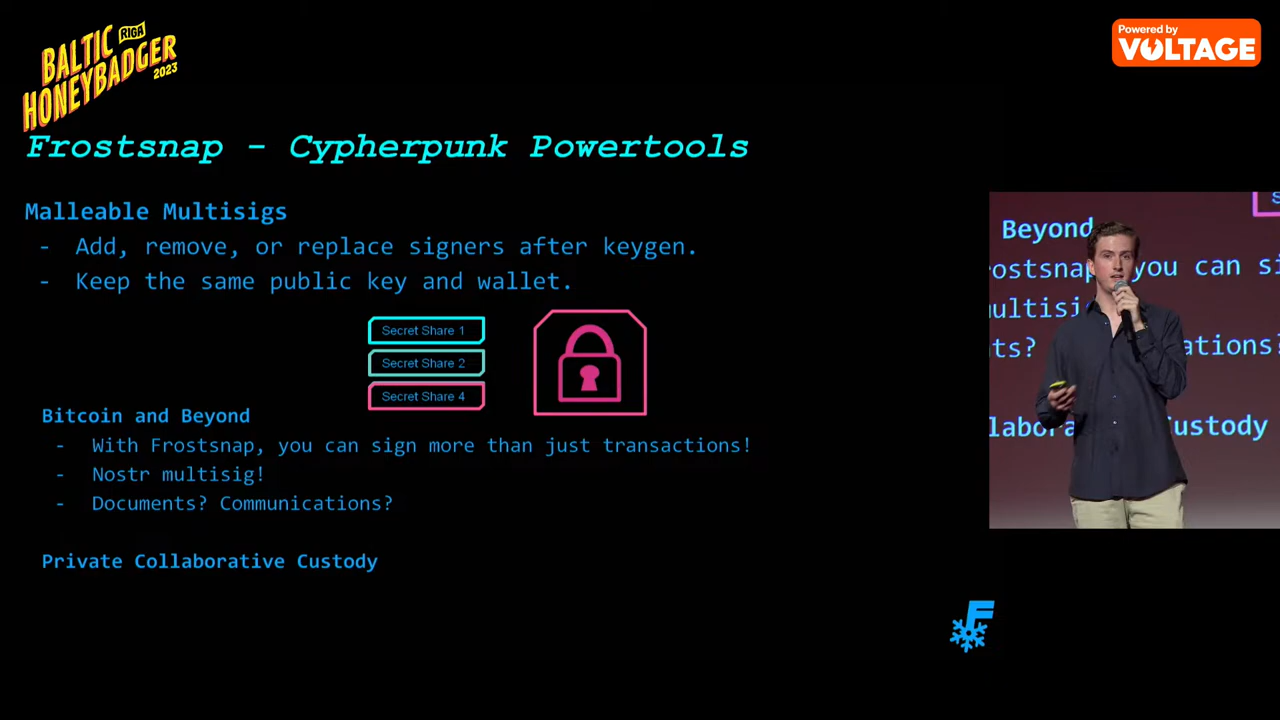 BALTIC
RIGA
HONEYBADGER
2023
Powered by
VOLTAGE
Frostsnap - Cypherpunk Powertools
Malleable Multisigs
- Add, remove, or replace signers after keygen.
- Keep the same public key and wallet.
Secret Share 1
Secret Share 2
Secret Share 4
Bitcoin and Beyond
- With Frostsnap, you can sign more than just transactions!
- Nostr multisig!
- Documents? Communications?
Private Collaborative Custody
F
Beyond
rostsnap, you can si
multisi
ts? ations?
labora Custody